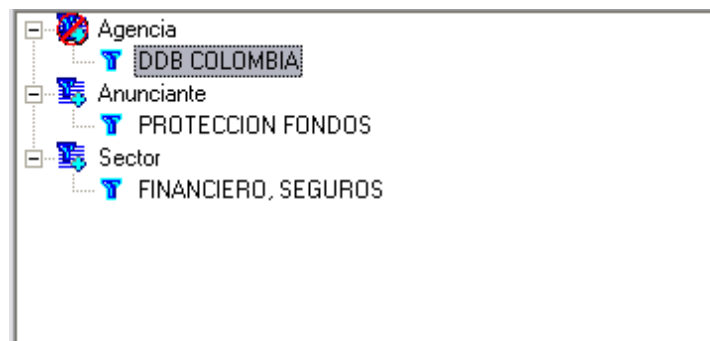 Agencia
DDB COLOMBIA
Anunciante
PROTECCION FONDOS
Sector
FINANCIERO, SEGUROS